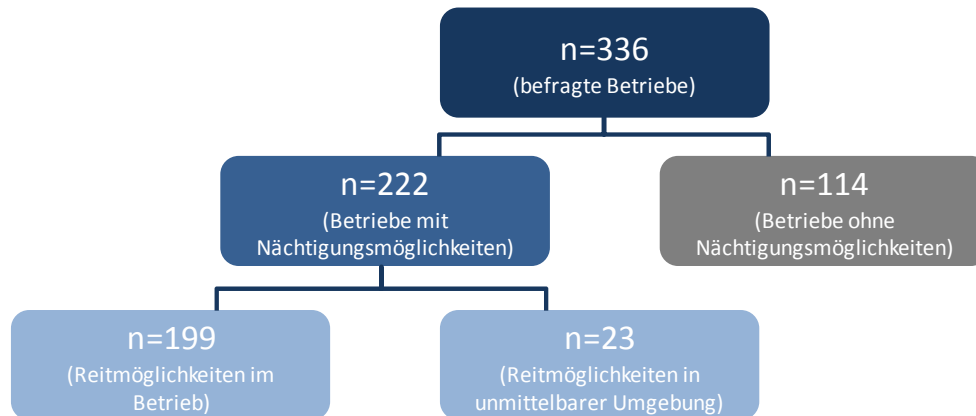 n=336
(befragte Betriebe)
n=222
(Betriebe mit
Nächtigungsmöglichkeiten)
n=114
(Betriebe ohne
Nächtigungsmöglichkeiten)
n=199
(Reitmöglichkeiten im
Betrieb)
n=23
(Reitmöglichkeiten in
unmittelbarer Umgebung)